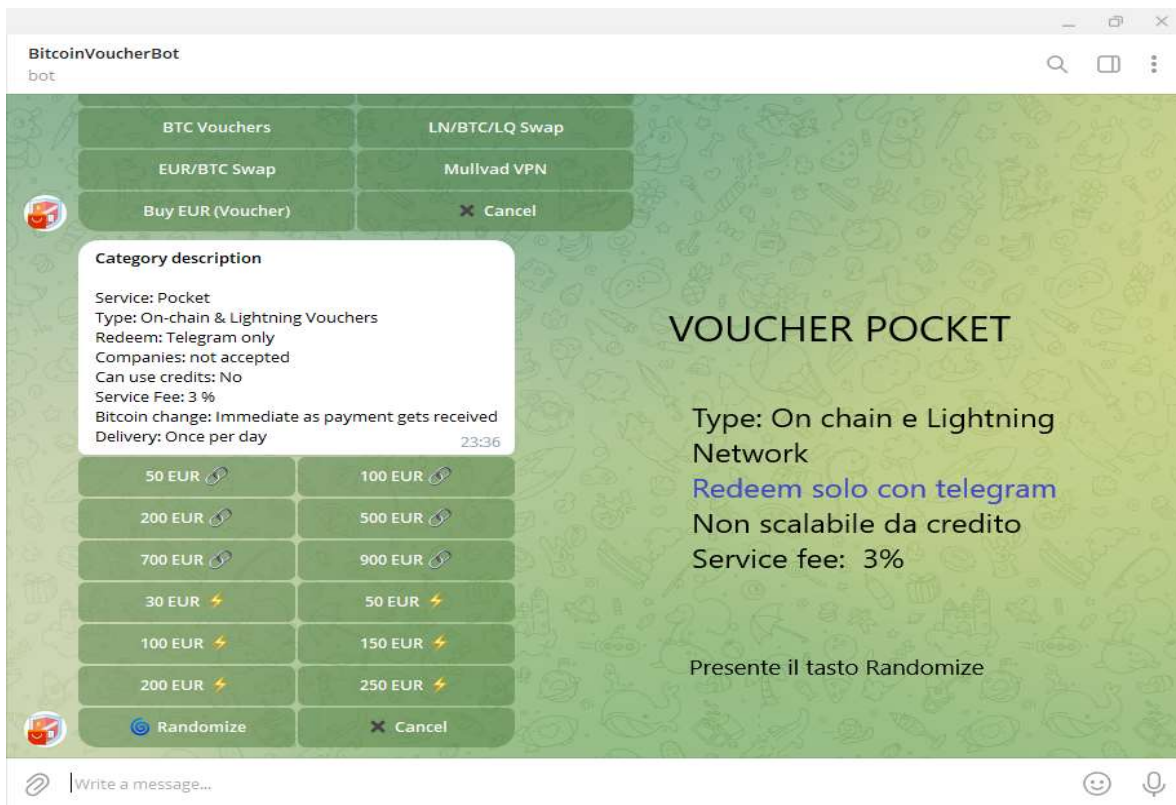 BitcoinVoucherBot
bot
BTC Vouchers
LN/BTC/LQ Swap
EUR/BTC Swap
Mullvad VPN
Buy EUR (Voucher)
❌ Cancel
Category description
Service: Pocket
Type: On-chain & Lightning Vouchers
Redeem: Telegram only
Companies: not accepted
Can use credits: No
Service Fee: 3 %
Bitcoin change: Immediate as payment gets received
Delivery: Once per day
23:36
50 EUR 🔗
100 EUR 🔗
200 EUR 🔗
500 EUR 🔗
700 EUR 🔗
900 EUR 🔗
30 EUR ⚡
50 EUR ⚡
100 EUR ⚡
150 EUR ⚡
200 EUR ⚡
250 EUR ⚡
🌀 Randomize
❌ Cancel
VOUCHER POCKET
Type: On chain e Lightning
Network
Redeem solo con telegram
Non scalabile da credito
Service fee: 3%
Presente il tasto Randomize
Write a message...